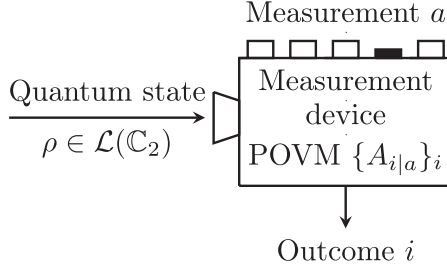 Measurement a
Quantum state
ρ ∈ ℒ(ℂ₂)
Measurement
device
POVM {A_{i|a}}_i
Outcome i